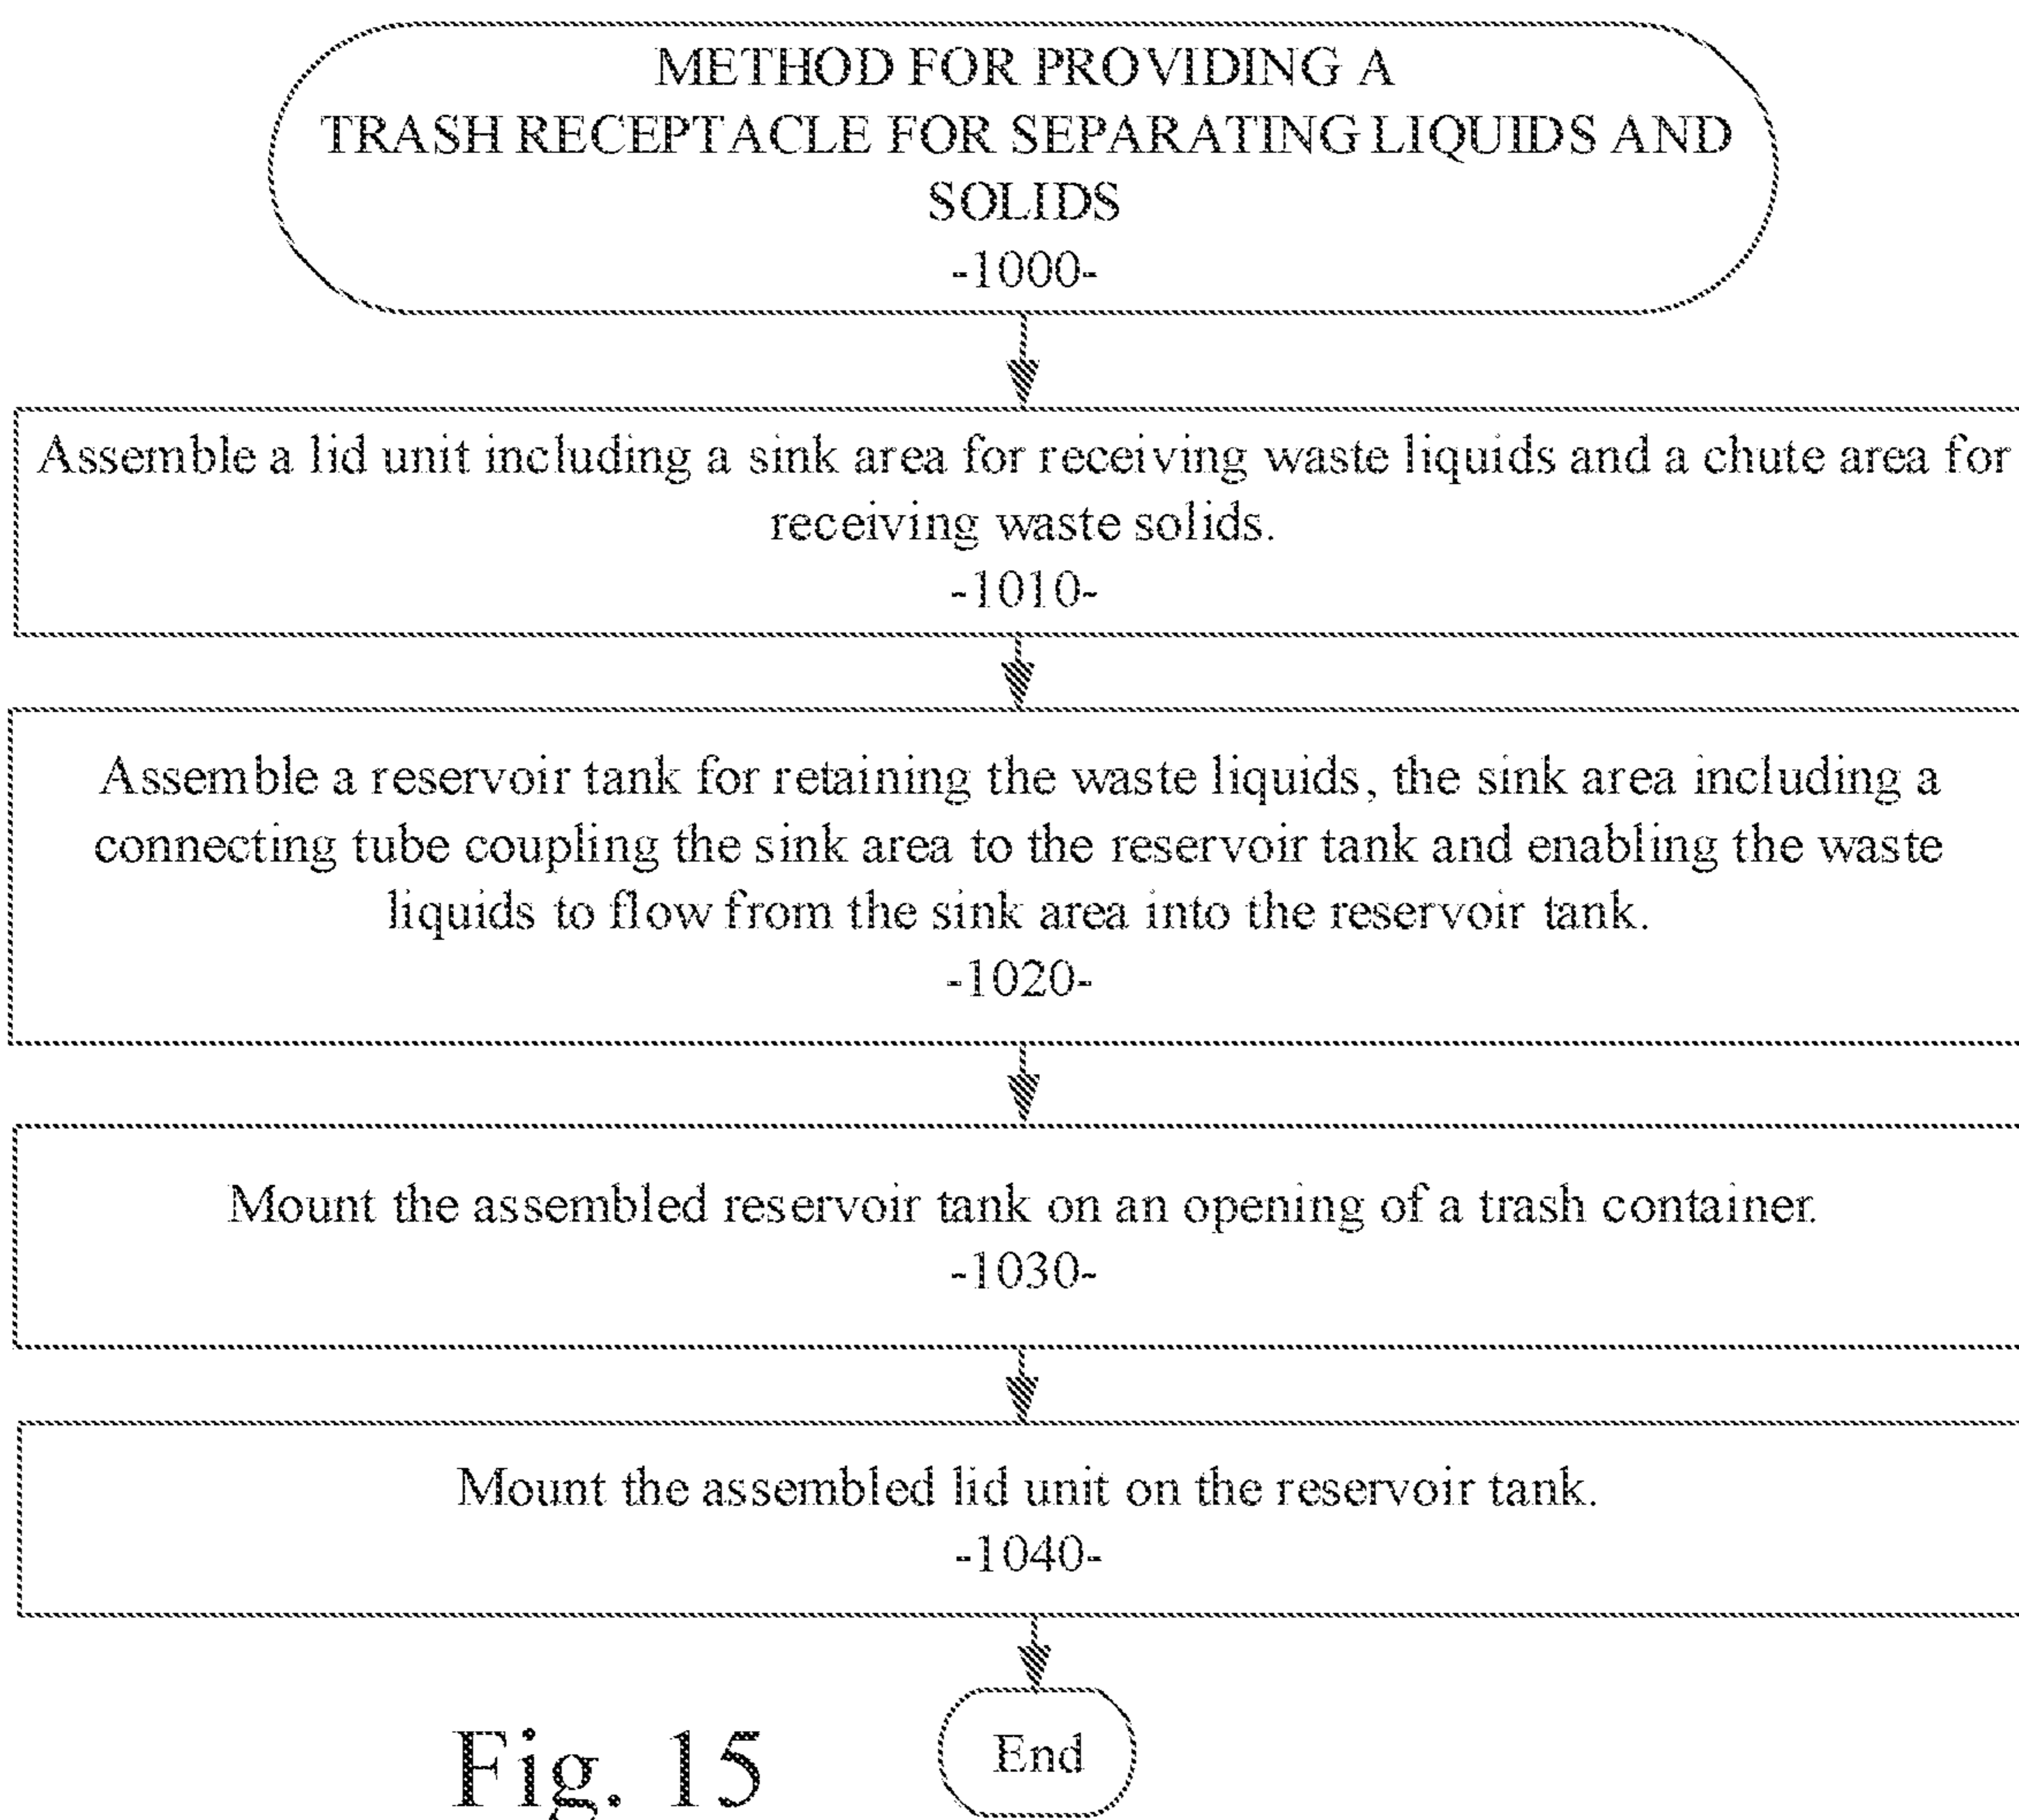 METHOD FOR PROVIDING A
TRASH RECEPTACLE FOR SEPARATING LIQUIDS AND
SOLIDS
-1000-
Assemble a lid unit including a sink area for receiving waste liquids and a chute area for
receiving waste solids.
-1010-
Assemble a reservoir tank for retaining the waste liquids, the sink area including a
connecting tube coupling the sink area to the reservoir tank and enabling the waste
liquids to flow from the sink area into the reservoir tank.
-1020-
Mount the assembled reservoir tank on an opening of a trash container.
-1030-
Mount the assembled lid unit on the reservoir tank.
-1040-
End
Fig. 15